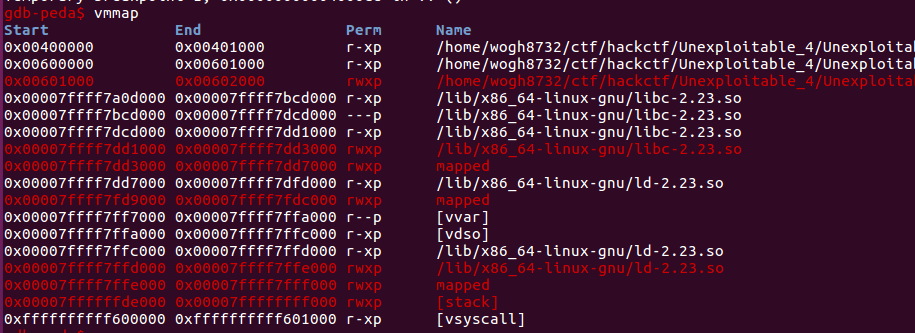 gdb-peda$ vmmap
Start End Perm Name
0x00400000 0x00401000 r-xp /home/wogh8732/ctf/hackctf/Unexploitable_4/Unexploita
0x00600000 0x00601000 r-xp /home/wogh8732/ctf/hackctf/Unexploitable_4/Unexploita
0x00601000 0x00602000 rwxp /home/wogh8732/ctf/hackctf/Unexploitable_4/Unexploita
0x00007ffff7a0d000 0x00007ffff7bcd000 r-xp /lib/x86_64-linux-gnu/libc-2.23.so
0x00007ffff7bcd000 0x00007ffff7dcd000 ---p /lib/x86_64-linux-gnu/libc-2.23.so
0x00007ffff7dcd000 0x00007ffff7dd1000 r-xp /lib/x86_64-linux-gnu/libc-2.23.so
0x00007ffff7dd1000 0x00007ffff7dd3000 rwxp /lib/x86_64-linux-gnu/libc-2.23.so
0x00007ffff7dd3000 0x00007ffff7dd7000 rwxp mapped
0x00007ffff7dd7000 0x00007ffff7dfd000 r-xp /lib/x86_64-linux-gnu/ld-2.23.so
0x00007ffff7fd9000 0x00007ffff7fdc000 rwxp mapped
0x00007ffff7ff7000 0x00007ffff7ffa000 r--p [vvar]
0x00007ffff7ffa000 0x00007ffff7ffc000 r-xp [vdso]
0x00007ffff7ffc000 0x00007ffff7ffd000 r-xp /lib/x86_64-linux-gnu/ld-2.23.so
0x00007ffff7ffd000 0x00007ffff7ffe000 rwxp /lib/x86_64-linux-gnu/ld-2.23.so
0x00007ffff7ffe000 0x00007ffff7fff000 rwxp mapped
0x00007ffffffde000 0x00007ffffffff000 rwxp [stack]
0xffffffffff600000 0xffffffffff601000 r-xp [vsyscall]